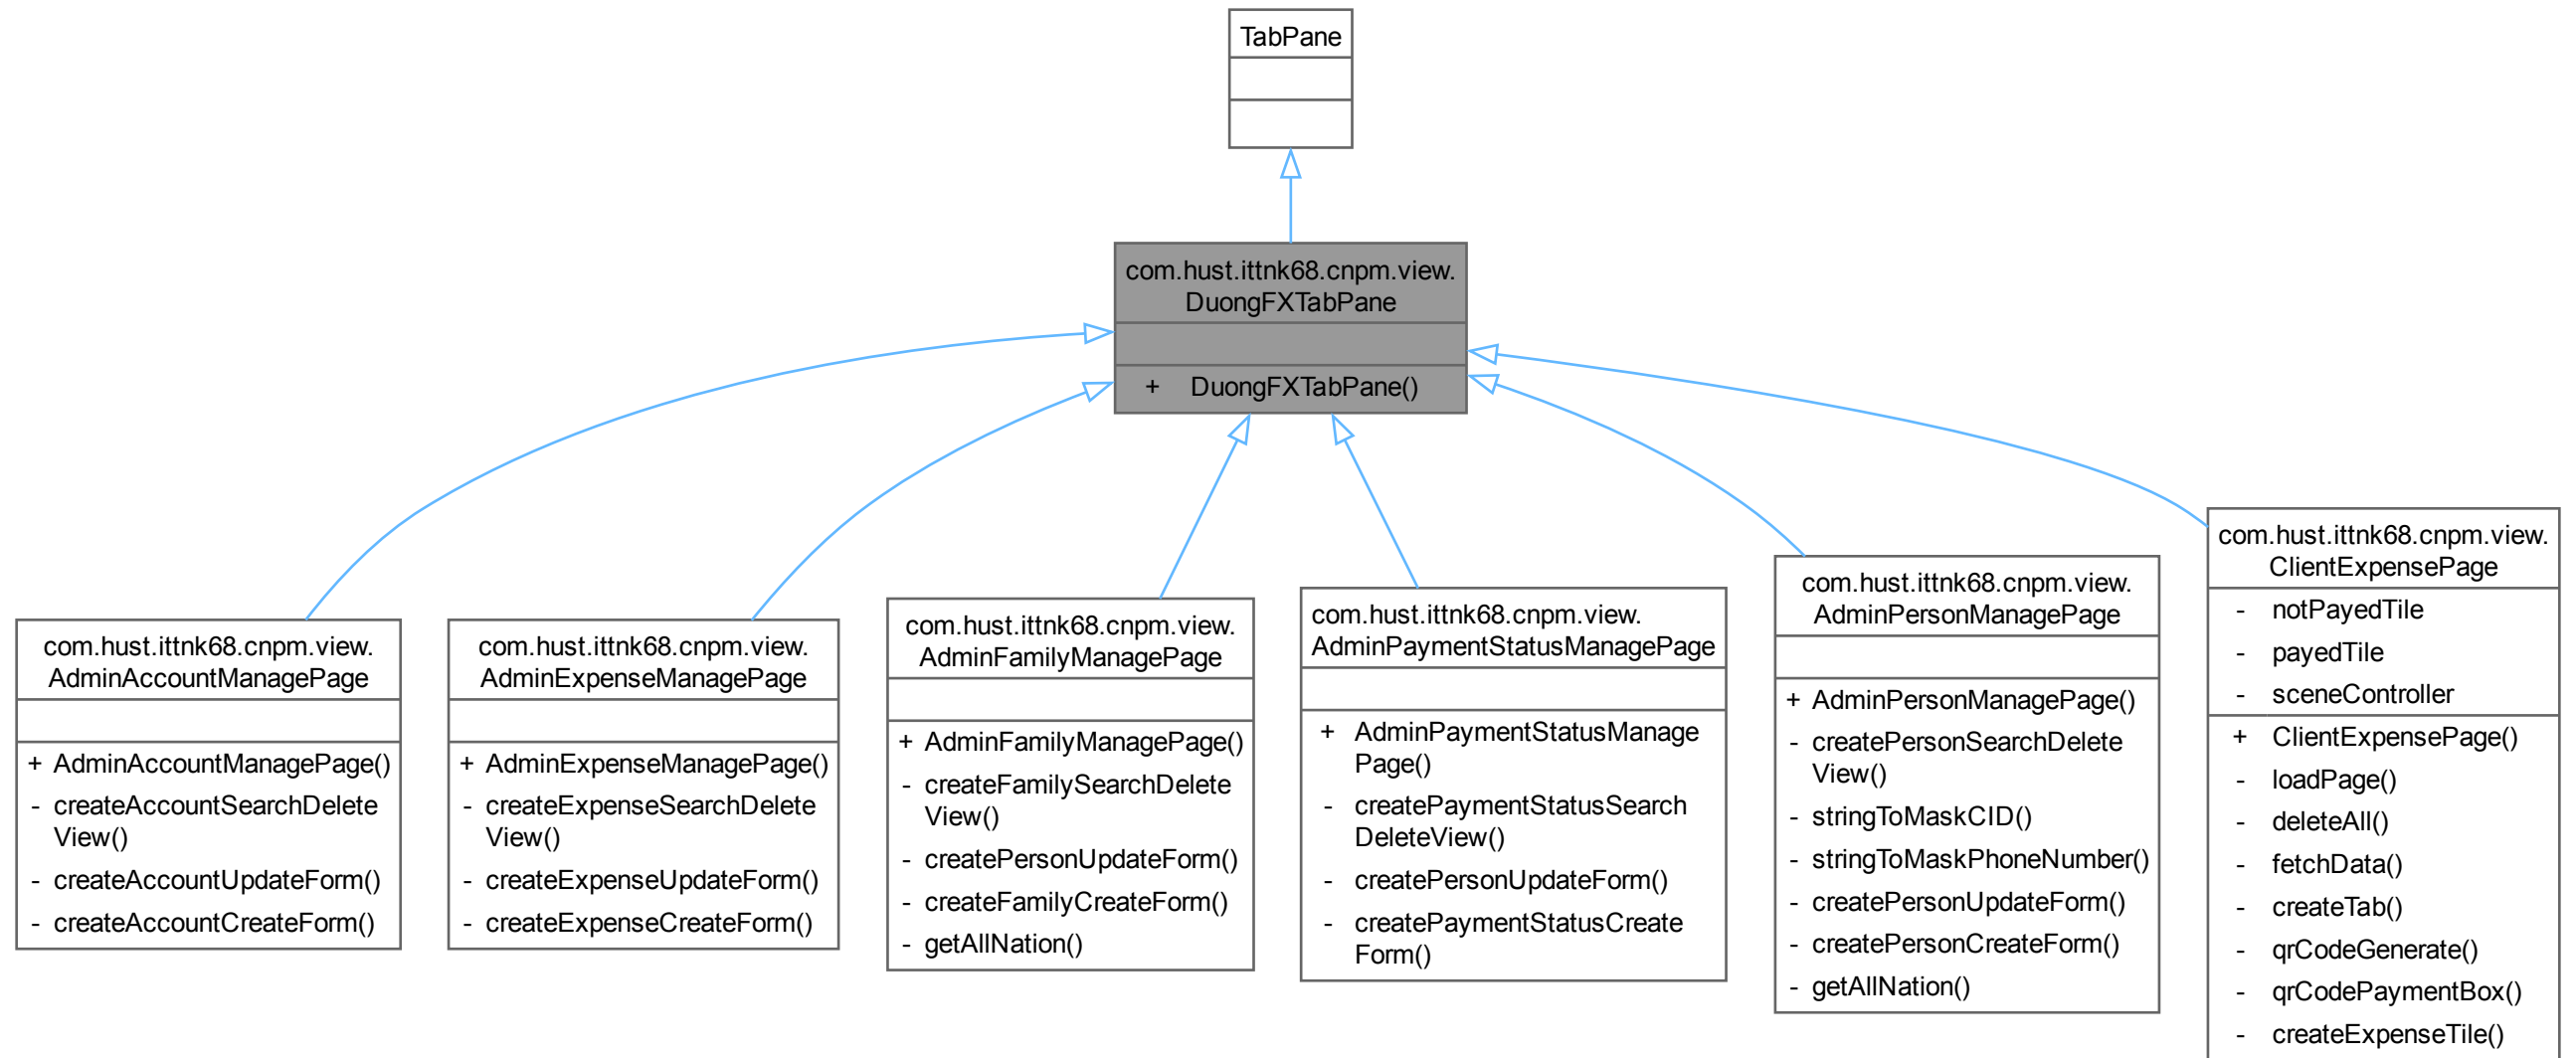 TabPane
com.hust.ittnk68.cnpm.view.
DuongFXTabPane
+ DuongFXTabPane()
com.hust.ittnk68.cnpm.view.
AdminAccountManagePage
+ AdminAccountManagePage()
- createAccountSearchDelete
View()
- createAccountUpdateForm()
- createAccountCreateForm()
com.hust.ittnk68.cnpm.view.
AdminExpenseManagePage
+ AdminExpenseManagePage()
- createExpenseSearchDelete
View()
- createExpenseUpdateForm()
- createExpenseCreateForm()
com.hust.ittnk68.cnpm.view.
AdminFamilyManagePage
+ AdminFamilyManagePage()
- createFamilySearchDelete
View()
- createPersonUpdateForm()
- createFamilyCreateForm()
- getAllNation()
com.hust.ittnk68.cnpm.view.
AdminPaymentStatusManagePage
+ AdminPaymentStatusManage
Page()
- createPaymentStatusSearch
DeleteView()
- createPersonUpdateForm()
- createPaymentStatusCreate
Form()
com.hust.ittnk68.cnpm.view.
AdminPersonManagePage
+ AdminPersonManagePage()
- createPersonSearchDelete
View()
- stringToMaskCID()
- stringToMaskPhoneNumber()
- createPersonUpdateForm()
- createPersonCreateForm()
- getAllNation()
com.hust.ittnk68.cnpm.view.
ClientExpensePage
- notPayedTile
- payedTile
- sceneController
+ ClientExpensePage()
- loadPage()
- deleteAll()
- fetchData()
- createTab()
- qrCodeGenerate()
- qrCodePaymentBox()
- createExpenseTile()